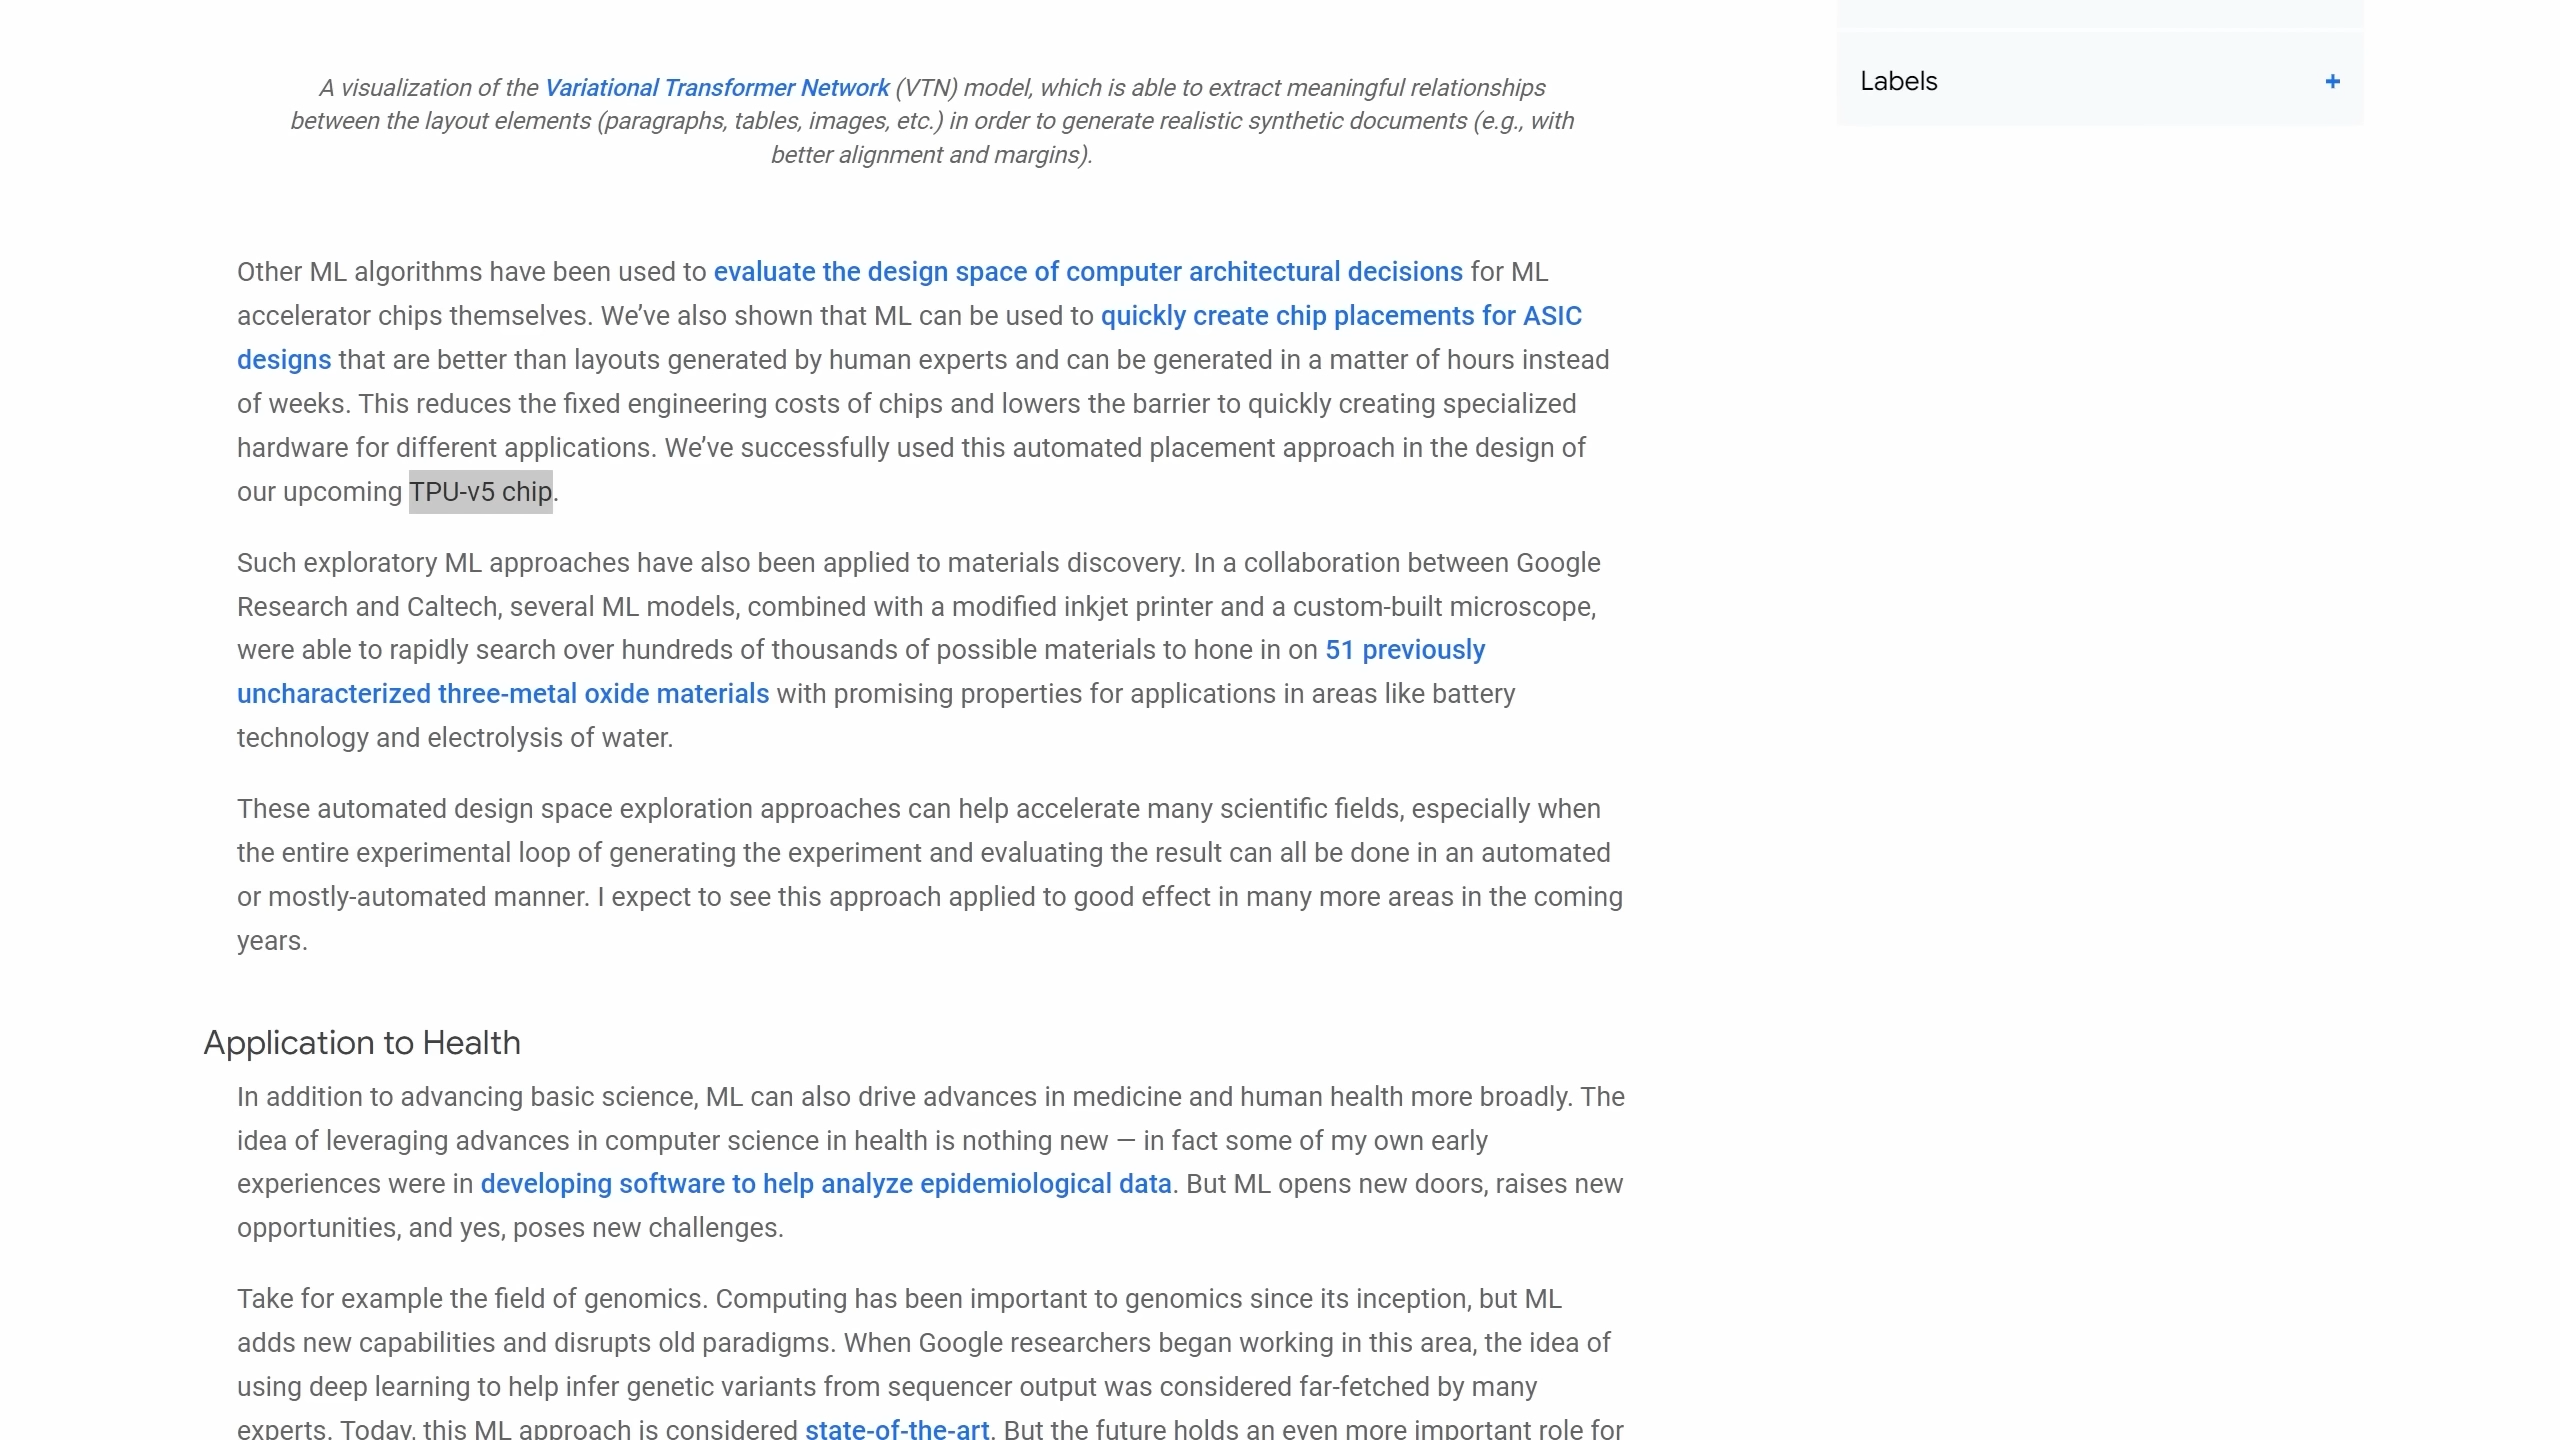 A visualization of the Variational Transformer Network (VTN) model, which is able to extract meaningful relationships
between the layout elements (paragraphs, tables, images, etc.) in order to generate realistic synthetic documents (e.g., with
better alignment and margins).
Labels +
Other ML algorithms have been used to evaluate the design space of computer architectural decisions for ML
accelerator chips themselves. We’ve also shown that ML can be used to quickly create chip placements for ASIC
designs that are better than layouts generated by human experts and can be generated in a matter of hours instead
of weeks. This reduces the fixed engineering costs of chips and lowers the barrier to quickly creating specialized
hardware for different applications. We’ve successfully used this automated placement approach in the design of
our upcoming TPU-v5 chip.
Such exploratory ML approaches have also been applied to materials discovery. In a collaboration between Google
Research and Caltech, several ML models, combined with a modified inkjet printer and a custom-built microscope,
were able to rapidly search over hundreds of thousands of possible materials to hone in on 51 previously
uncharacterized three-metal oxide materials with promising properties for applications in areas like battery
technology and electrolysis of water.
These automated design space exploration approaches can help accelerate many scientific fields, especially when
the entire experimental loop of generating the experiment and evaluating the result can all be done in an automated
or mostly-automated manner. I expect to see this approach applied to good effect in many more areas in the coming
years.
Application to Health
In addition to advancing basic science, ML can also drive advances in medicine and human health more broadly. The
idea of leveraging advances in computer science in health is nothing new — in fact some of my own early
experiences were in developing software to help analyze epidemiological data. But ML opens new doors, raises new
opportunities, and yes, poses new challenges.
Take for example the field of genomics. Computing has been important to genomics since its inception, but ML
adds new capabilities and disrupts old paradigms. When Google researchers began working in this area, the idea of
using deep learning to help infer genetic variants from sequencer output was considered far-fetched by many
experts. Today, this ML approach is considered state-of-the-art. But the future holds an even more important role for